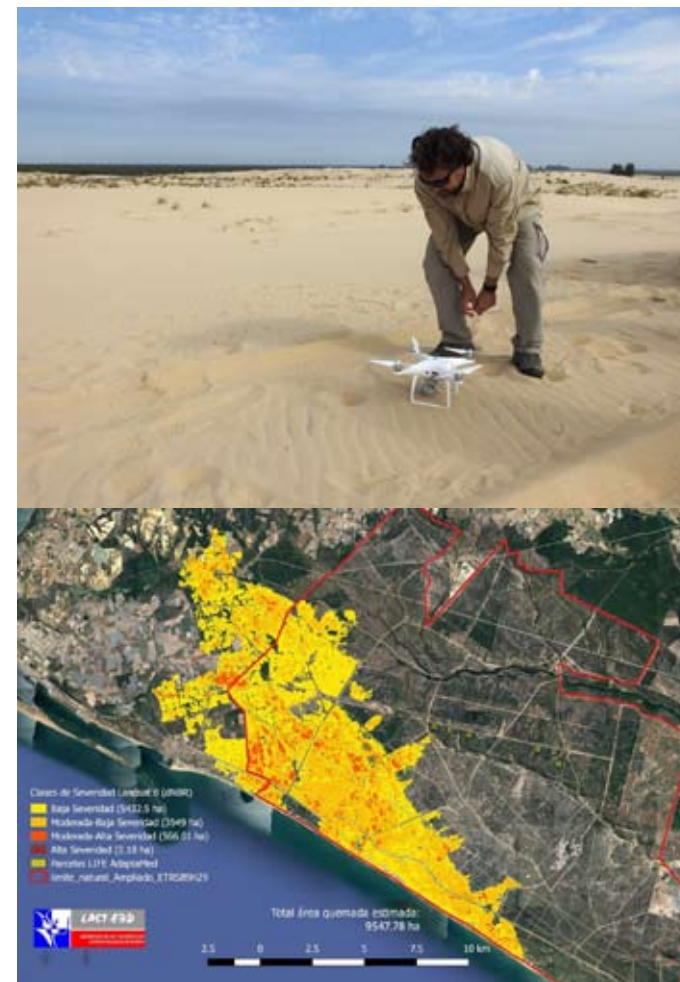 Clases de Severidad Landsat 8 (dNBR)
Baja Severidad (5432.5 ha)
Moderada-Baja Severidad (3549 ha)
Moderada-Alta Severidad (566.01 ha)
Alta Severidad (0.18 ha)
Parcelas LIFE AdaptaMed
limite_natural_Ampliado_ETRS89H29
LAST-EBD
Total área quemada estimada:
9547.78 ha
2.5 0 2.5 5 7.5 10 km